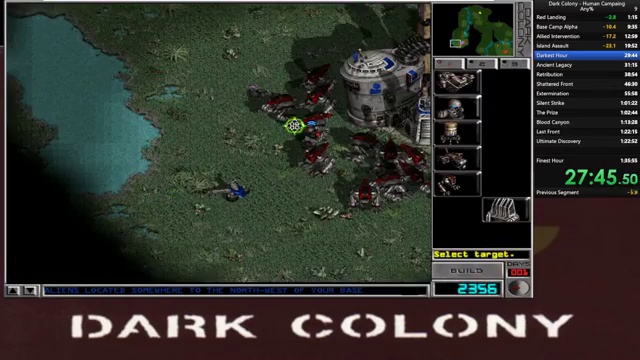 Dark Colony - Human Campaing
Any% 9
Red Landing -2.8 1:15
Base Camp Alpha -10.4 9:35
Allied Intervention -17.2 12:59
Island Assault -23.1 19:52
Darkest Hour 29:44
Ancient Legacy 31:15
Retribution 38:54
Shattered Front 46:30
Extermination 55:58
Silent Strike 1:01:22
The Prize 1:02:44
Blood Canyon 1:13:28
Last Front 1:22:15
Ultimate Discovery 1:22:52
Finest Hour 1:35:55
27:45.50
Previous Segment
DARK COLONY
Select target.
BUILD
DAYS
001
2356
ALIENS LOCATED SOMEWHERE TO THE NORTH-WEST OF YOUR BASE
DARK COLONY